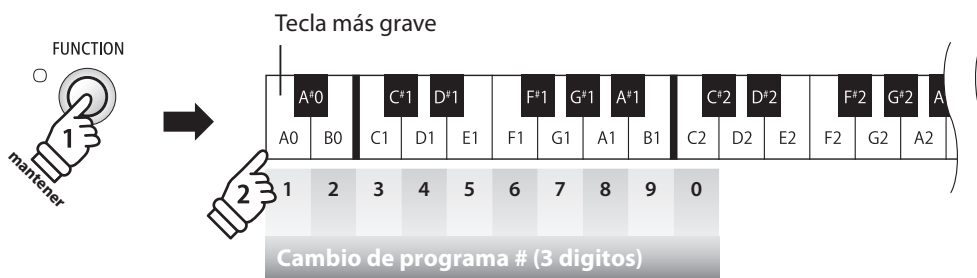 Tecla más grave
FUNCTION
A#0 C#1 D#1 F#1 G#1 A#1 C#2 D#2 F#2 G#2 A
A0 B0 C1 D1 E1 F1 G1 A1 B1 C2 D2 E2 F2 G2 A2
1
mantener
2
1 2 3 4 5 6 7 8 9 0
Cambio de programa # (3 digitos)